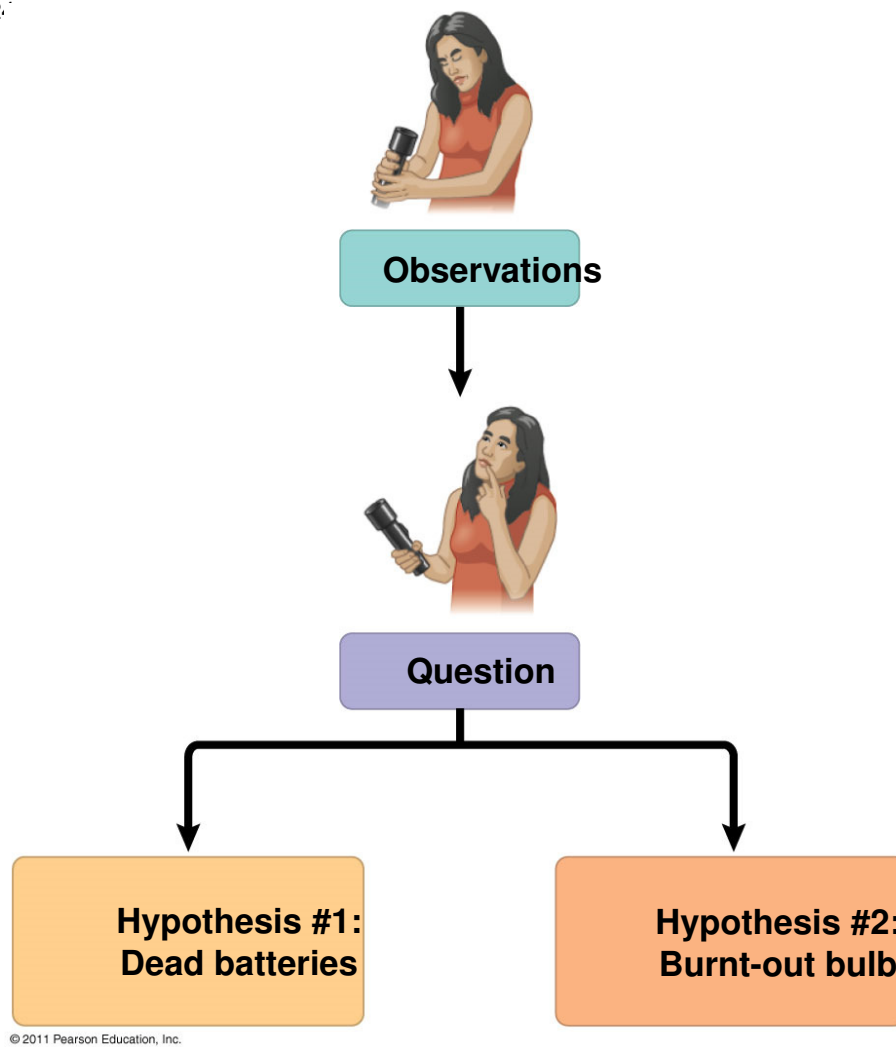 Observations
Question
Hypothesis #1:
Dead batteries
Hypothesis #2:
Burnt-out bulb
© 2011 Pearson Education, Inc.